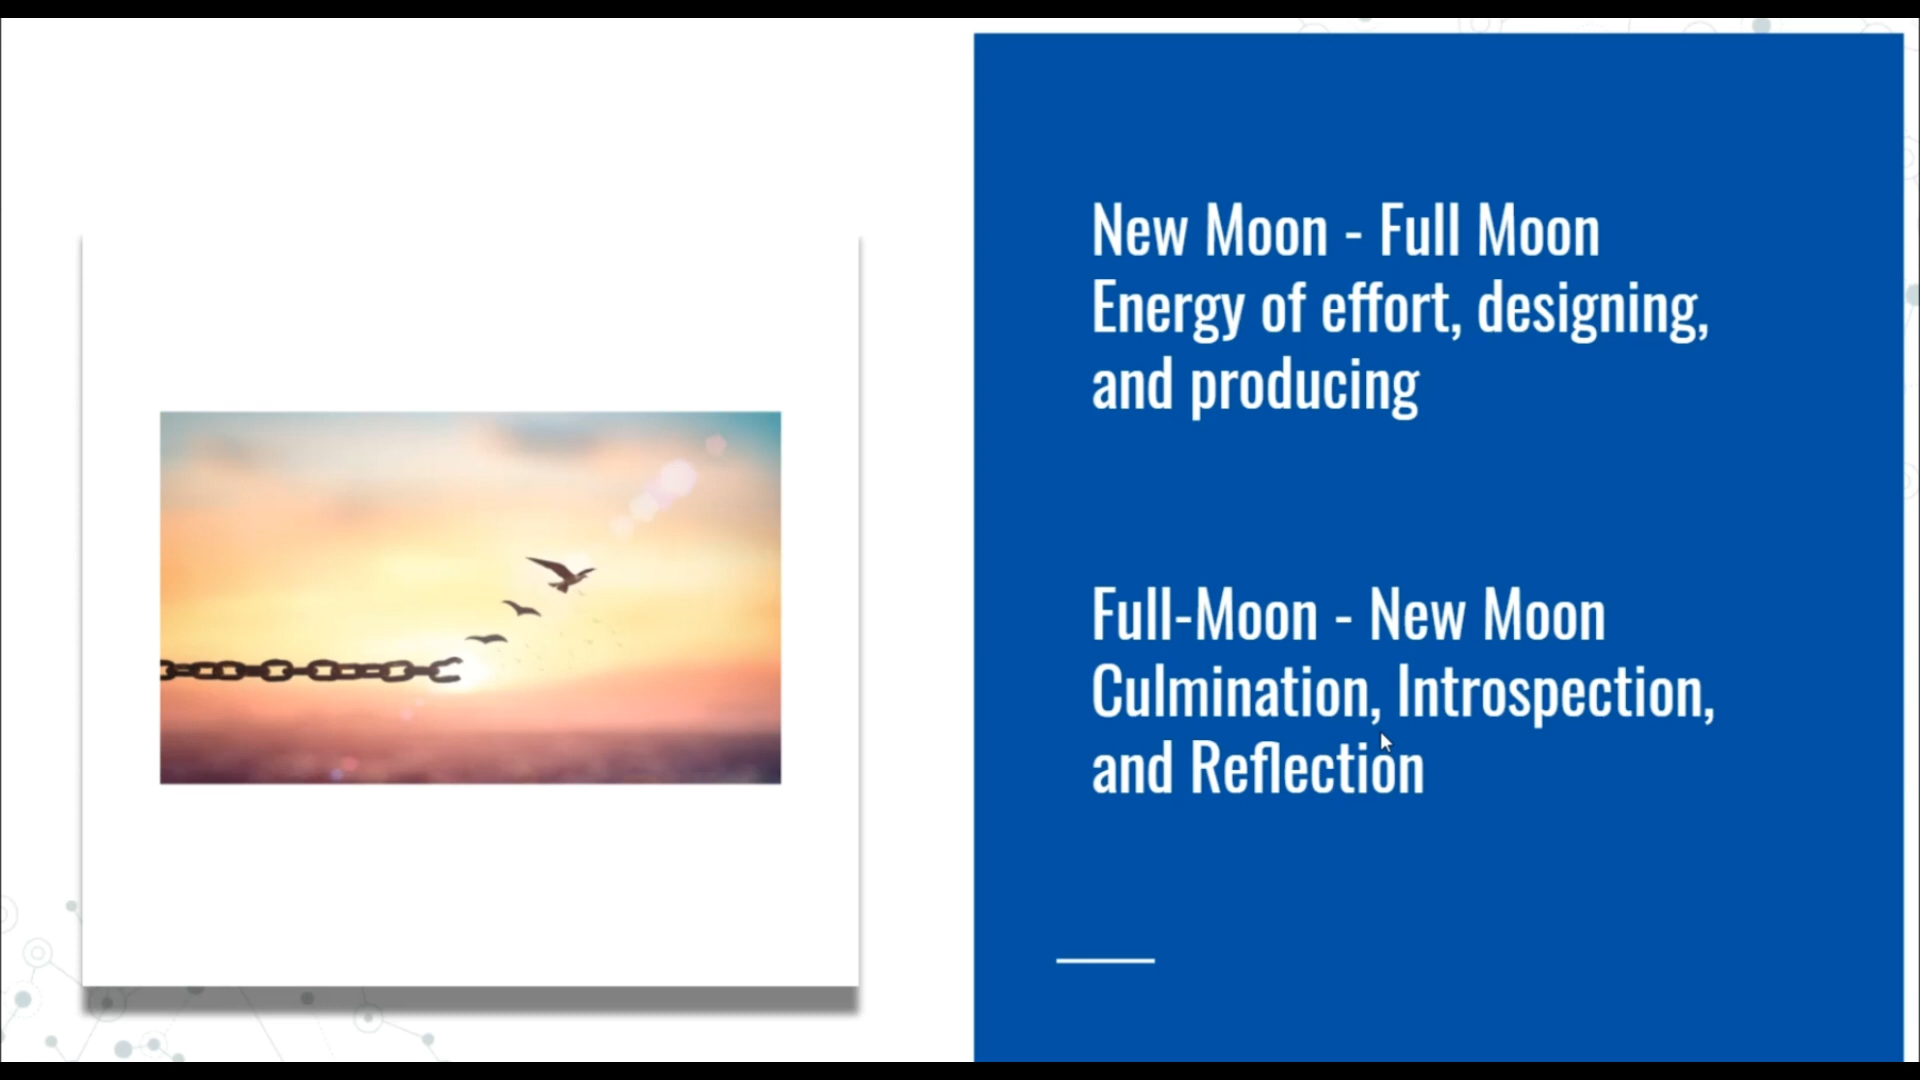 New Moon - Full Moon
Energy of effort, designing,
and producing
Full-Moon - New Moon
Culmination, Introspection,
and Reflection